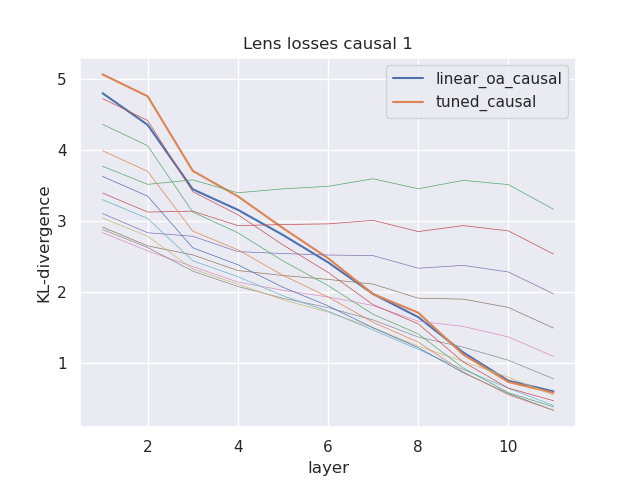 Lens losses causal 1
linear_oa_causal
tuned_causal
KL-divergence
5
4
3
2
1
2
4
6
8
10
layer